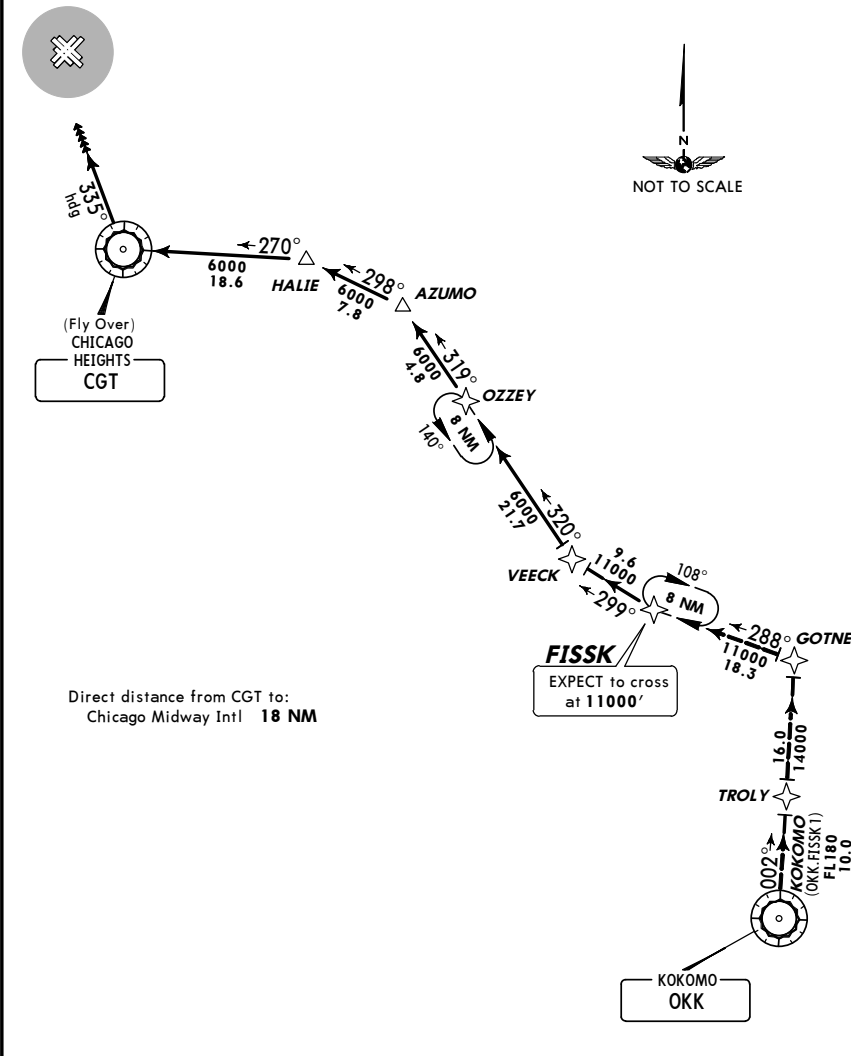 N
NOT TO SCALE
335°
hdg
270°
6000
18.6
HALIE
298°
6000
7.8
AZUMO
(Fly Over)
CHICAGO
HEIGHTS
CGT
319°
6000
4.8
OZZEY
8 NM
140°
320°
6000
21.7
VEECK
9.6
11000
299°
108°
8 NM
FISSK
EXPECT to cross
at 11000'
288°
11000
18.3
GOTNE
Direct distance from CGT to:
Chicago Midway Intl 18 NM
16.0
14000
TROLY
002°
KOKOMO
(OKK.FISSK1)
FL180
10.0
KOKOMO
OKK